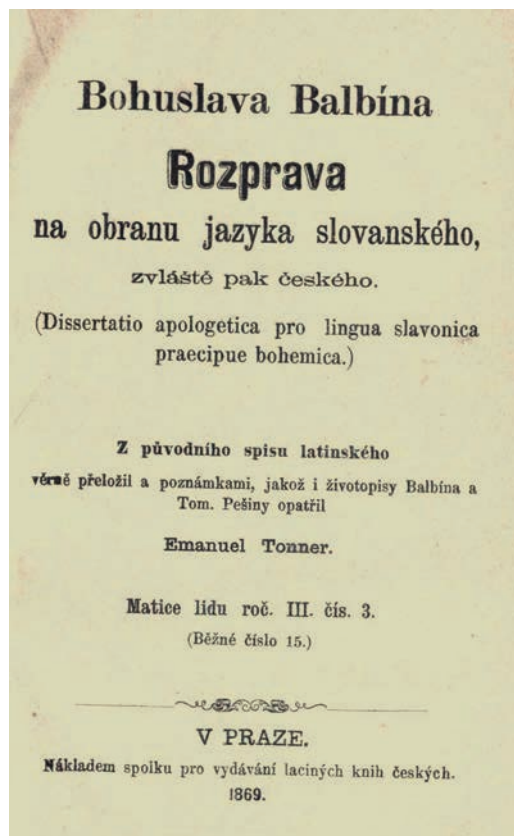 Bohuslava Balbína
Rozprava
na obranu jazyka slovanského,
zvláště pak českého.
(Dissertatio apologetica pro lingua slavonica
praecipue bohemica.)
Z původního spisu latinského
věrně přeložil a poznámkami, jakož i životopisy Balbína a
Tom. Pešiny opatřil
Emanuel Tonner.
Matice lidu roč. III. čís. 3.
(Běžné číslo 15.)
V PRAZE.
Nákladem spolku pro vydávání laciných knih českých.
1869.